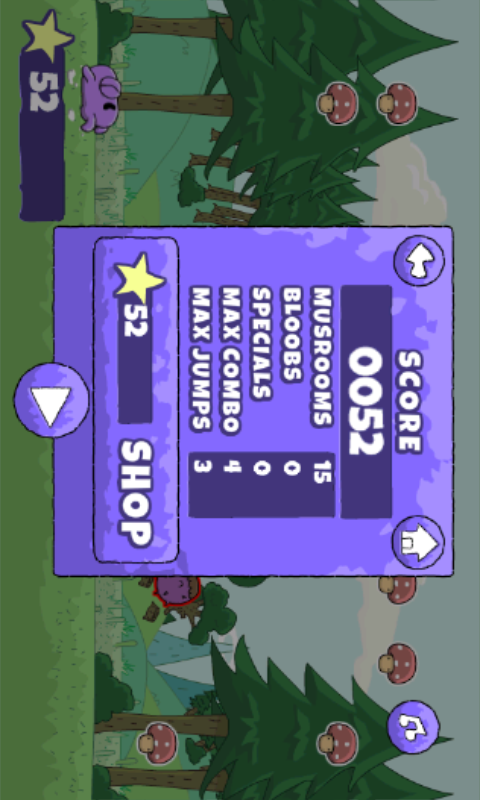 52
SCORE
0052
MUSROOMS 15
BLOOBS 0
SPECIALS 0
MAX COMBO 4
MAX JUMPS 3
52 SHOP